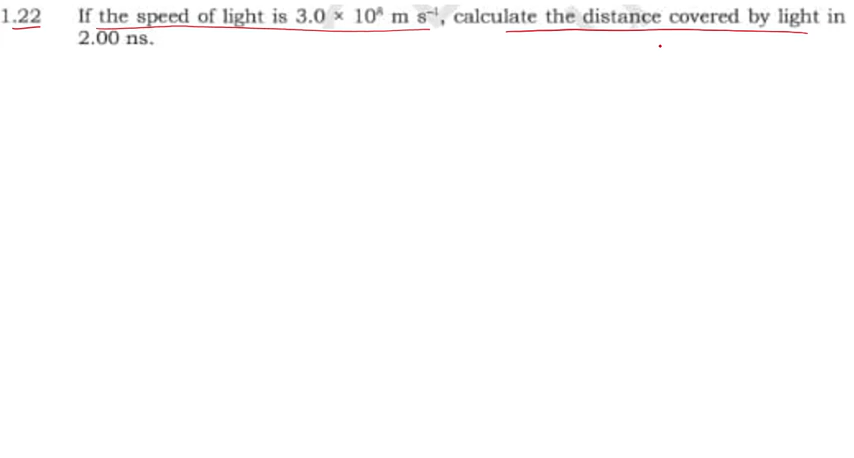 1.22 If the speed of light is 3.0 × 10⁸ m s⁻¹, calculate the distance covered by light in
2.00 ns.